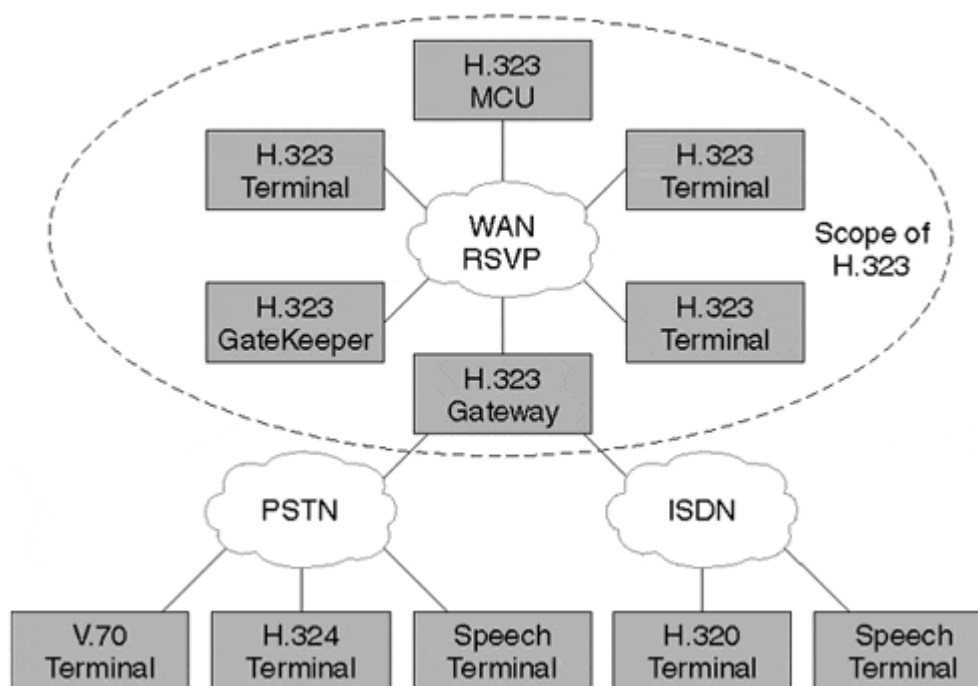 H.323
MCU
H.323
Terminal
H.323
Terminal
WAN
RSVP
Scope of
H.323
H.323
GateKeeper
H.323
Terminal
H.323
Gateway
PSTN
ISDN
V.70
Terminal
H.324
Terminal
Speech
Terminal
H.320
Terminal
Speech
Terminal